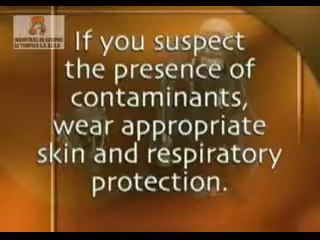 If you suspect
the presence of
contaminants,
wear appropriate
skin and respiratory
protection.